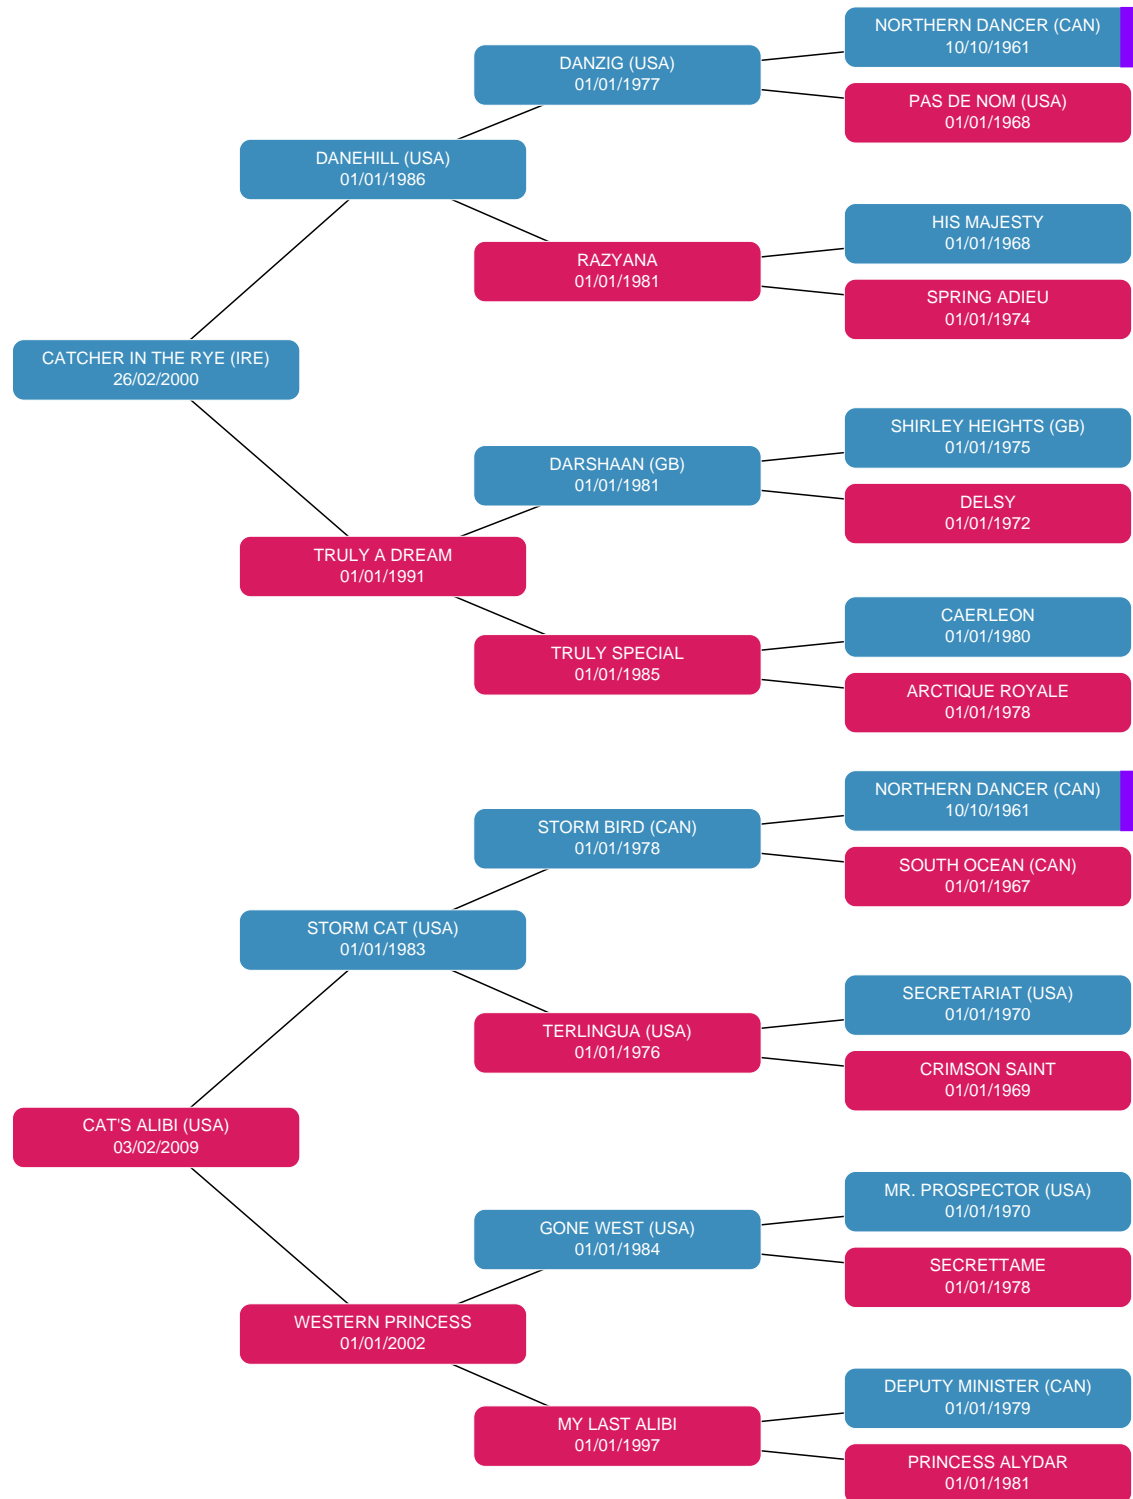 NORTHERN DANCER (CAN)
10/10/1961
DANZIG (USA)
01/01/1977
PAS DE NOM (USA)
01/01/1968
DANEHILL (USA)
01/01/1986
HIS MAJESTY
01/01/1968
RAZYANA
01/01/1981
SPRING ADIEU
01/01/1974
CATCHER IN THE RYE (IRE)
26/02/2000
SHIRLEY HEIGHTS (GB)
01/01/1975
DARSHAAN (GB)
01/01/1981
DELSY
01/01/1972
TRULY A DREAM
01/01/1991
CAERLEON
01/01/1980
TRULY SPECIAL
01/01/1985
ARCTIQUE ROYALE
01/01/1978
NORTHERN DANCER (CAN)
10/10/1961
STORM BIRD (CAN)
01/01/1978
SOUTH OCEAN (CAN)
01/01/1967
STORM CAT (USA)
01/01/1983
SECRETARIAT (USA)
01/01/1970
TERLINGUA (USA)
01/01/1976
CRIMSON SAINT
01/01/1969
CAT'S ALIBI (USA)
03/02/2009
MR. PROSPECTOR (USA)
01/01/1970
GONE WEST (USA)
01/01/1984
SECRETTAME
01/01/1978
WESTERN PRINCESS
01/01/2002
DEPUTY MINISTER (CAN)
01/01/1979
MY LAST ALIBI
01/01/1997
PRINCESS ALYDAR
01/01/1981